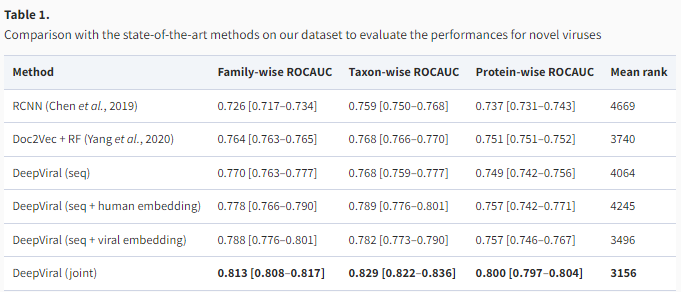 Table 1.
Comparison with the state-of-the-art methods on our dataset to evaluate the performances for novel viruses
Method Family-wise ROCAUC Taxon-wise ROCAUC Protein-wise ROCAUC Mean rank
RCNN (Chen et al., 2019) 0.726 [0.717–0.734] 0.759 [0.750–0.768] 0.737 [0.731–0.743] 4669
Doc2Vec + RF (Yang et al., 2020) 0.764 [0.763–0.765] 0.768 [0.766–0.770] 0.751 [0.751–0.752] 3740
DeepViral (seq) 0.770 [0.763–0.777] 0.768 [0.759–0.777] 0.749 [0.742–0.756] 4064
DeepViral (seq + human embedding) 0.778 [0.766–0.790] 0.789 [0.776–0.801] 0.757 [0.742–0.771] 4245
DeepViral (seq + viral embedding) 0.788 [0.776–0.801] 0.782 [0.773–0.790] 0.757 [0.746–0.767] 3496
DeepViral (joint) 0.813 [0.808–0.817] 0.829 [0.822–0.836] 0.800 [0.797–0.804] 3156